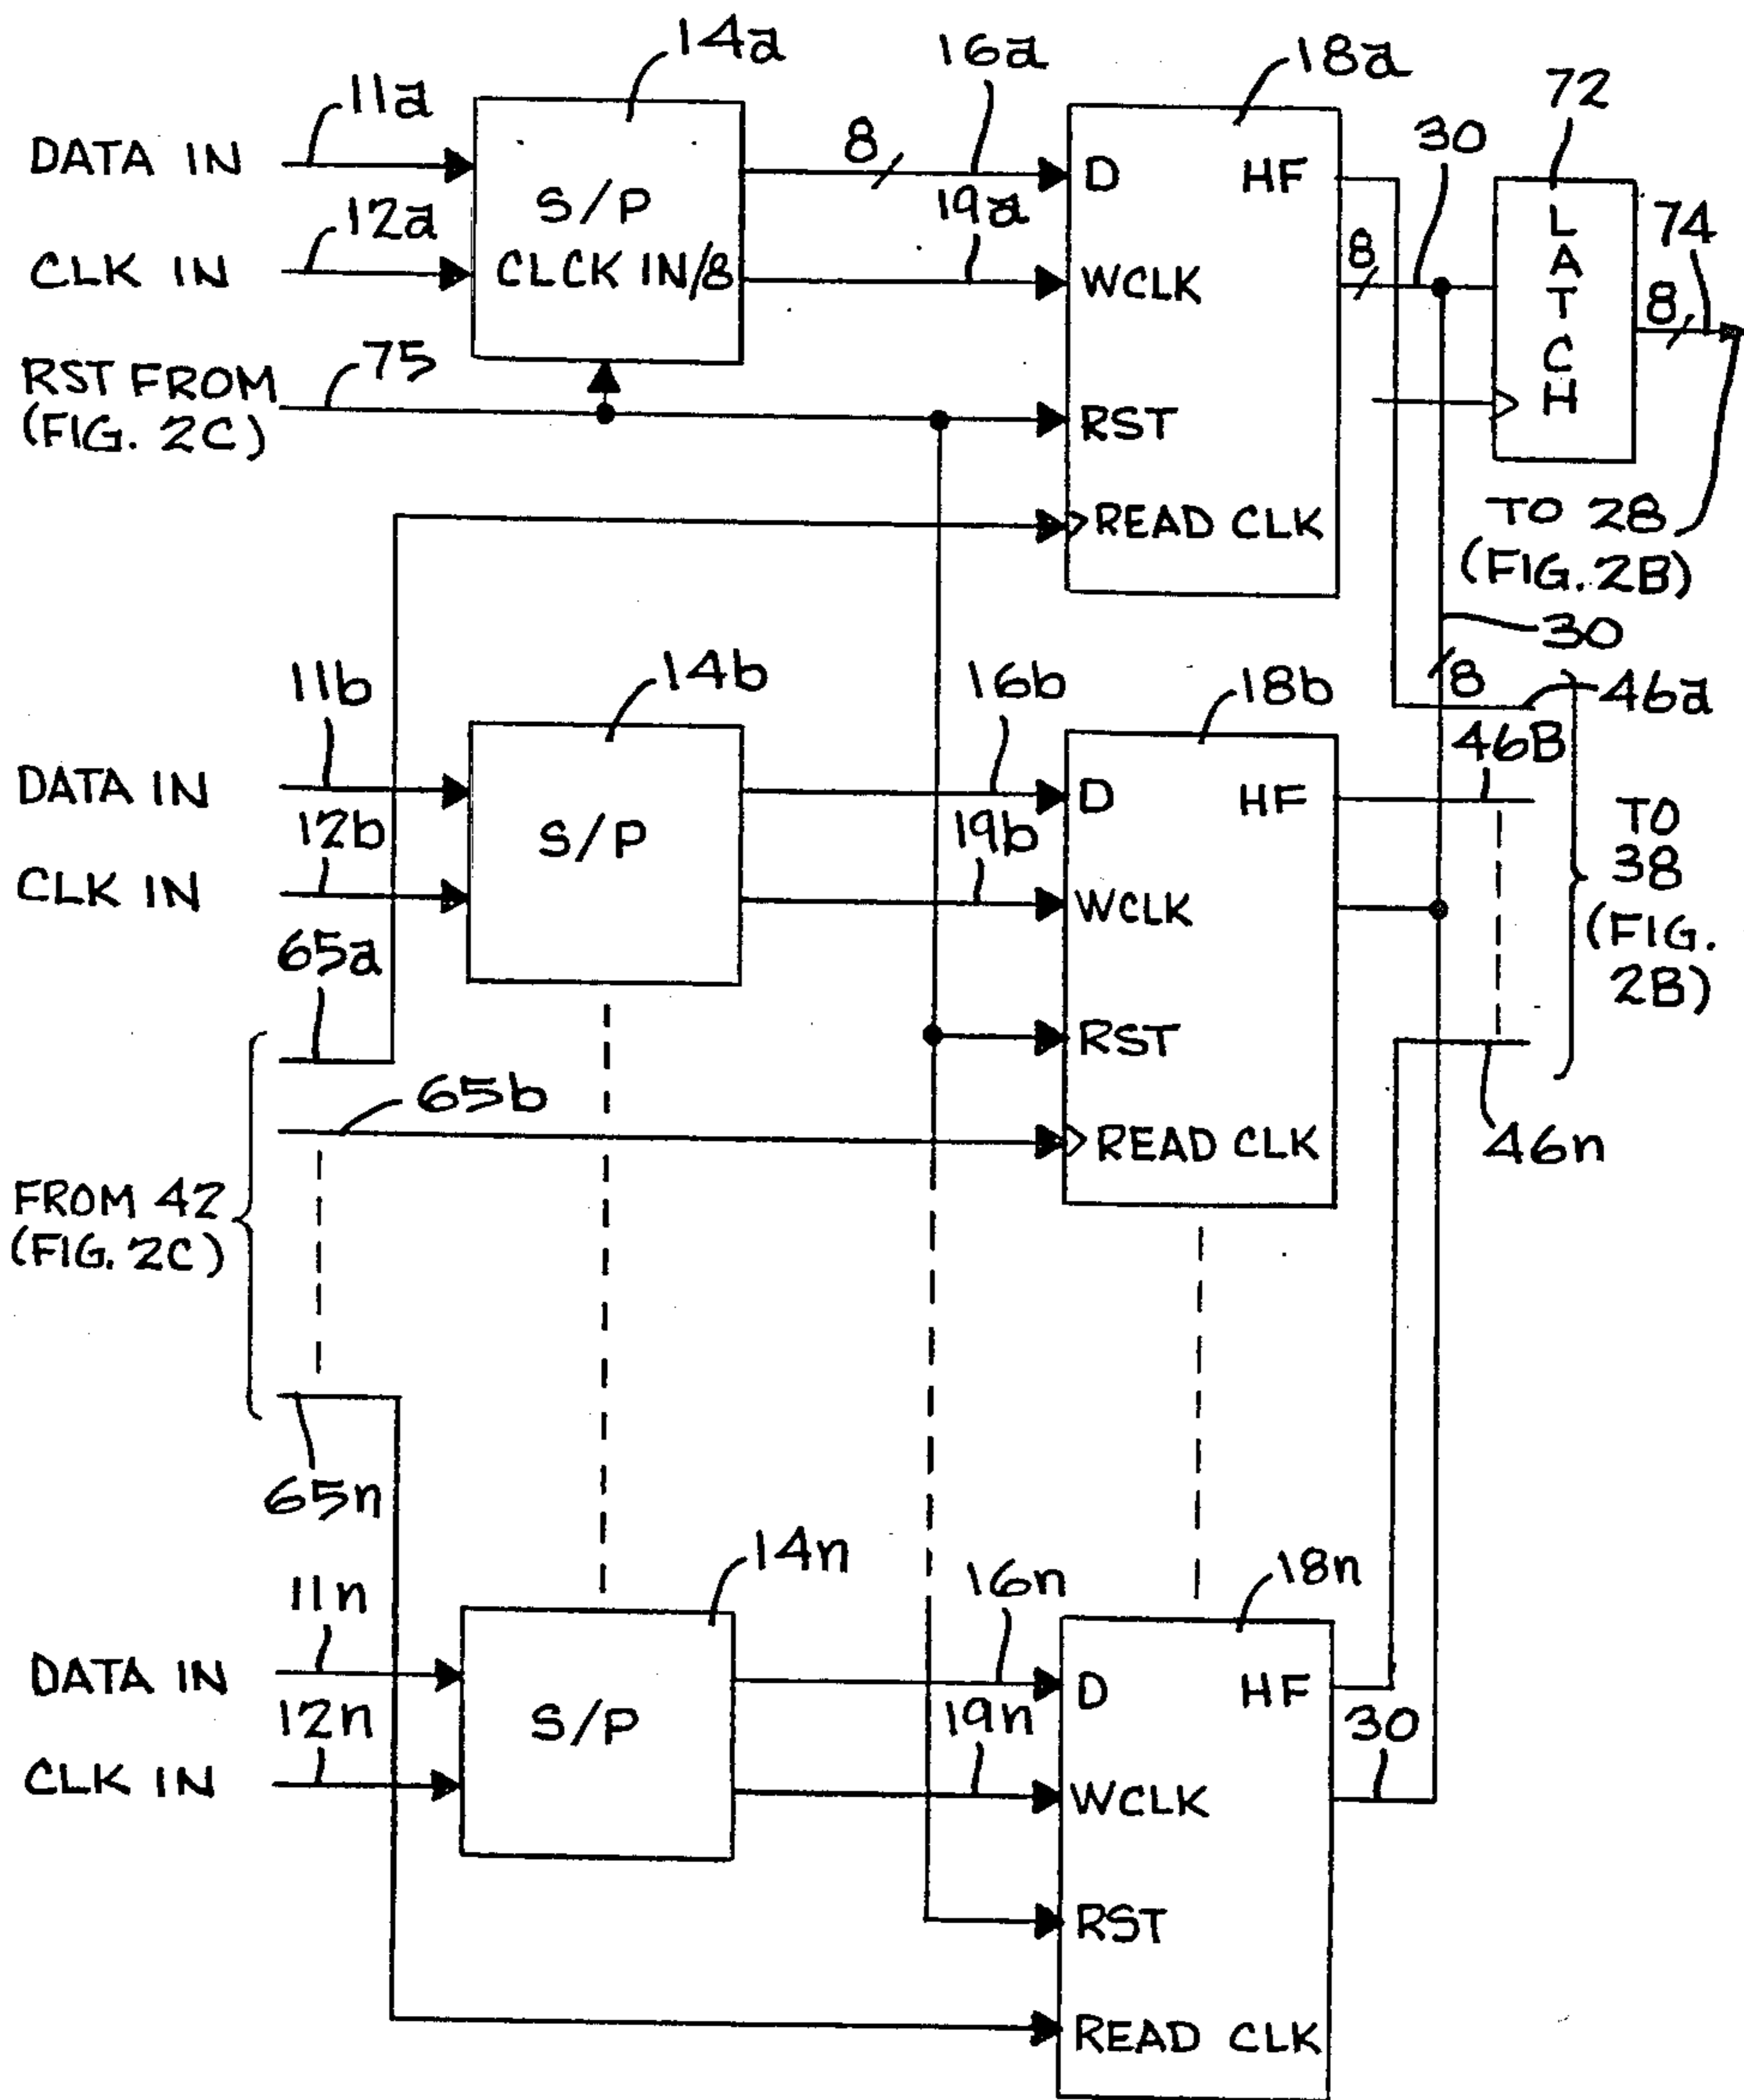 14a
16a
18a
72
11a
DATA IN
8
30
12a
S/P
19a
D
HF
CLK IN
CLCK IN/8
WCLK
8
LATCH
74
8
RST FROM
(FIG. 2C)
75
RST
READ CLK
TO 28
(FIG. 2B)
30
8
46a
11b
14b
16b
18b
46B
DATA IN
D
HF
12b
S/P
19b
CLK IN
WCLK
TO
38
(FIG.
2B)
65a
RST
65b
READ CLK
46n
FROM 42
(FIG. 2C)
65n
11n
14n
16n
18n
DATA IN
D
HF
12n
S/P
19n
30
CLK IN
WCLK
RST
READ CLK